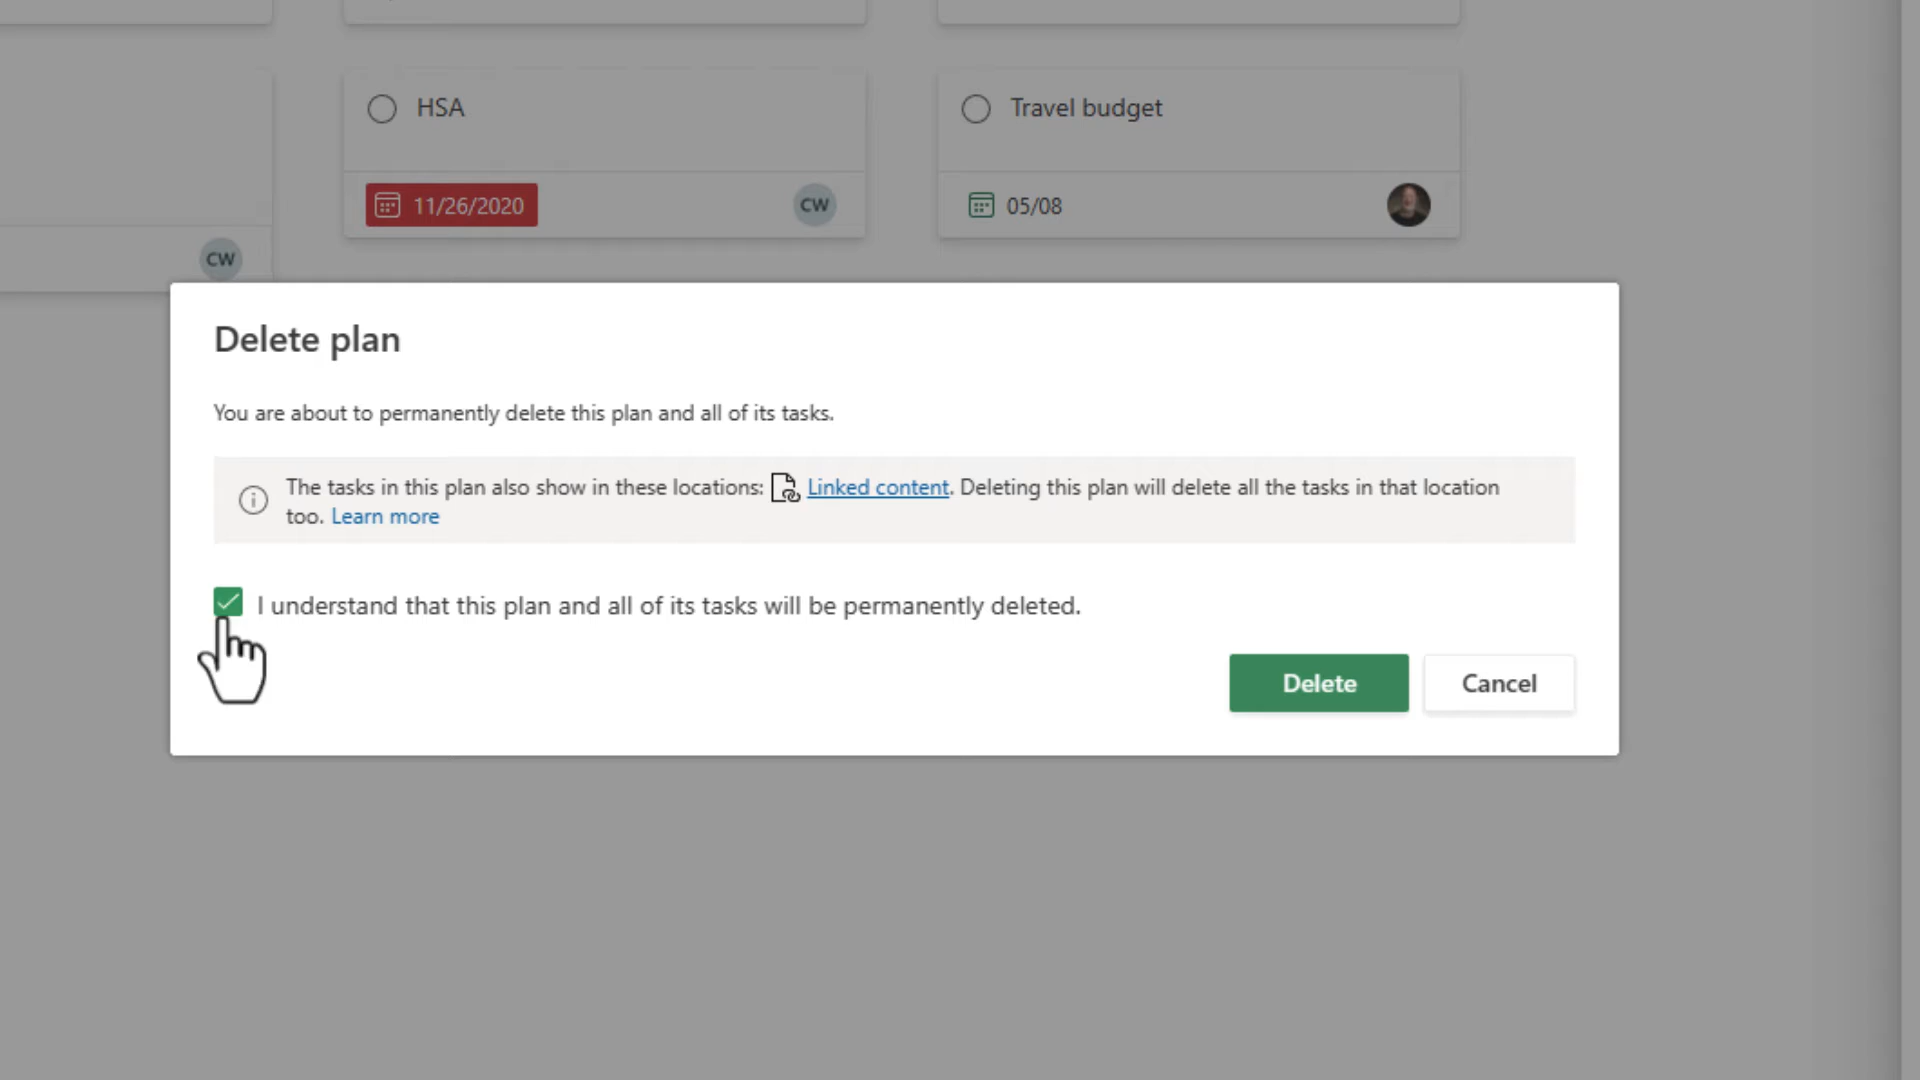 HSA
Travel budget
11/26/2020
CW
05/08
CW
Delete plan
You are about to permanently delete this plan and all of its tasks.
The tasks in this plan also show in these locations: Linked content. Deleting this plan will delete all the tasks in that location
too. Learn more
I understand that this plan and all of its tasks will be permanently deleted.
Delete
Cancel